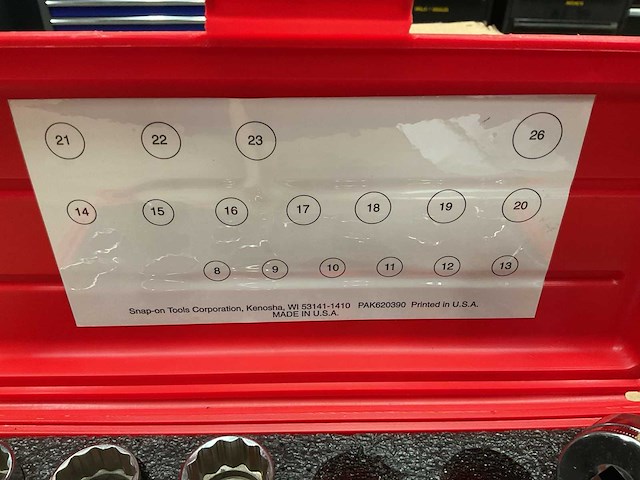 21 22 23 26
14 15 16 17 18 19 20
8 9 10 11 12 13
Snap-on Tools Corporation, Kenosha, WI 53141-1410 PAK620390 Printed in U.S.A.
MADE IN U.S.A.